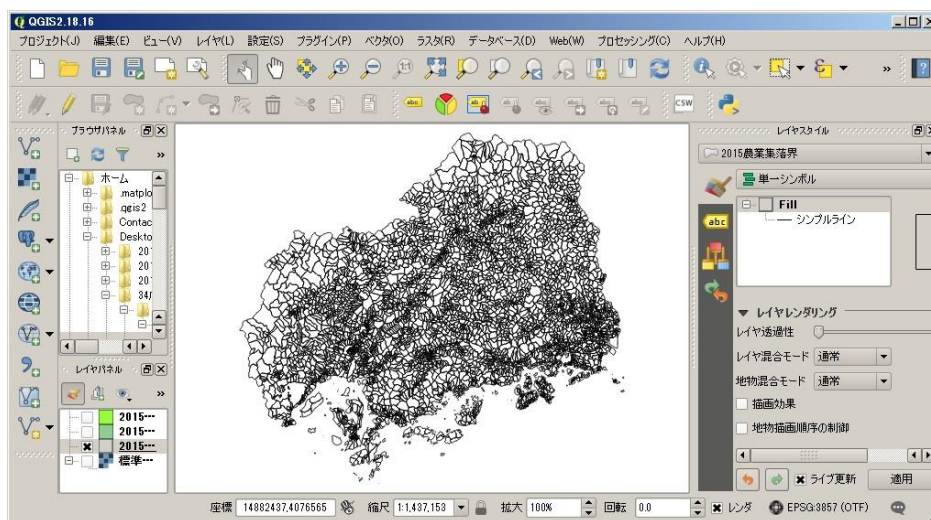 QGIS2.18.16
プロジェクト(J) 編集(E) ビュー(V) レイヤ(L) 設定(S) プラグイン(P) ベクタ(O) ラスタ(R) データベース(D) Web(W) プロセッシング(C) ヘルプ(H)
abc
CSW
ブラウザパネル
ホーム
.matplo
.qgis2
Contac
Deskto
201
201
201
34広
レイヤパネル
2015---
2015---
2015---
標準---
レイヤスタイル
2015農業集落界
単一シンボル
abc
Fill
シンプルライン
レイヤレンダリング
レイヤ透過性
レイヤ混合モード 通常
地物混合モード 通常
描画効果
地物描画順序の制御
ライブ更新 適用
座標 14882437,4076565 縮尺 1:1,437,153 拡大 100% 回転 0.0 レンダ EPSG:3857 (OTF)